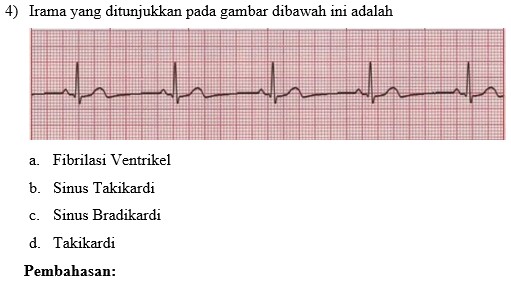 4) Irama yang ditunjukkan pada gambar dibawah ini adalah
a. Fibrilasi Ventrikel
b. Sinus Takikardi
c. Sinus Bradikardi
d. Takikardi
Pembahasan: